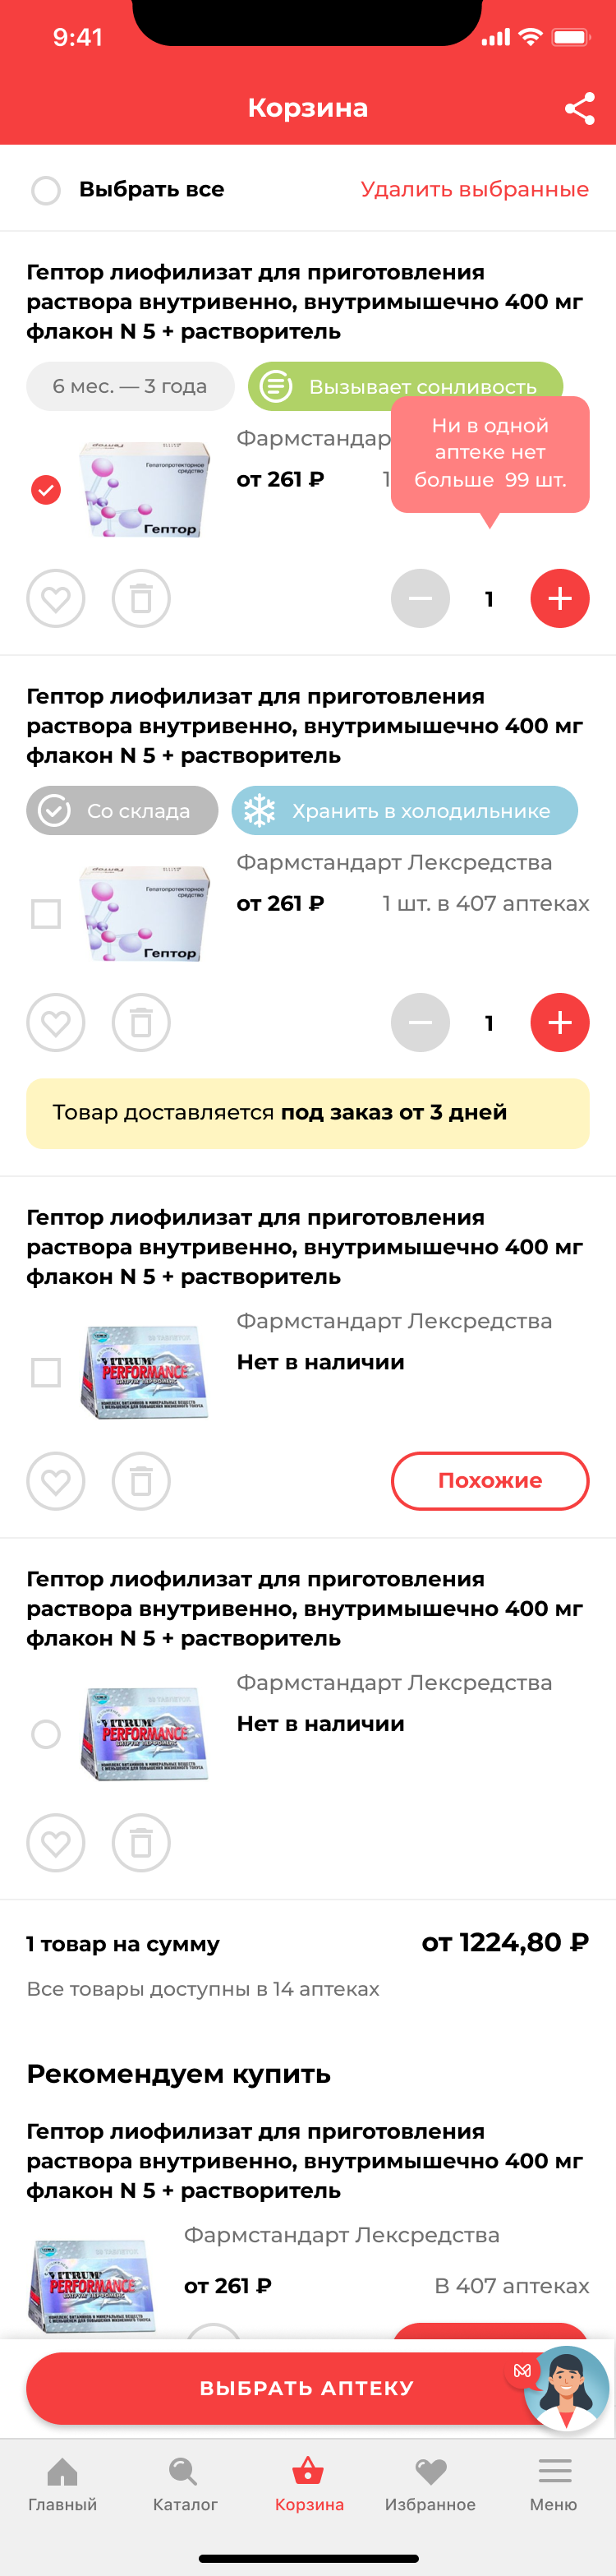 9:41
Корзина
Выбрать все
Удалить выбранные
Гептор лиофилизат для приготовления
раствора внутривенно, внутримышечно 400 мг
флакон N 5 + растворитель
6 мес. — 3 года
Вызывает сонливость
Фармстандар
от 261 ₽
1
Ни в одной
аптеке нет
больше 99 шт.
Гептор
Гепатопротекторное
средство
Гептор
1
Гептор лиофилизат для приготовления
раствора внутривенно, внутримышечно 400 мг
флакон N 5 + растворитель
Со склада
Хранить в холодильнике
Фармстандарт Лексредства
от 261 ₽
1 шт. в 407 аптеках
Гептор
Гепатопротекторное
средство
Гептор
1
Товар доставляется под заказ от 3 дней
Гептор лиофилизат для приготовления
раствора внутривенно, внутримышечно 400 мг
флакон N 5 + растворитель
Фармстандарт Лексредства
Нет в наличии
VITRUM
PERFORMANCE
Похожие
Гептор лиофилизат для приготовления
раствора внутривенно, внутримышечно 400 мг
флакон N 5 + растворитель
Фармстандарт Лексредства
Нет в наличии
VITRUM
PERFORMANCE
1 товар на сумму
от 1224,80 ₽
Все товары доступны в 14 аптеках
Рекомендуем купить
Гептор лиофилизат для приготовления
раствора внутривенно, внутримышечно 400 мг
флакон N 5 + растворитель
Фармстандарт Лексредства
от 261 ₽
В 407 аптеках
VITRUM
PERFORMANCE
ВЫБРАТЬ АПТЕКУ
Главный
Каталог
Корзина
Избранное
Меню